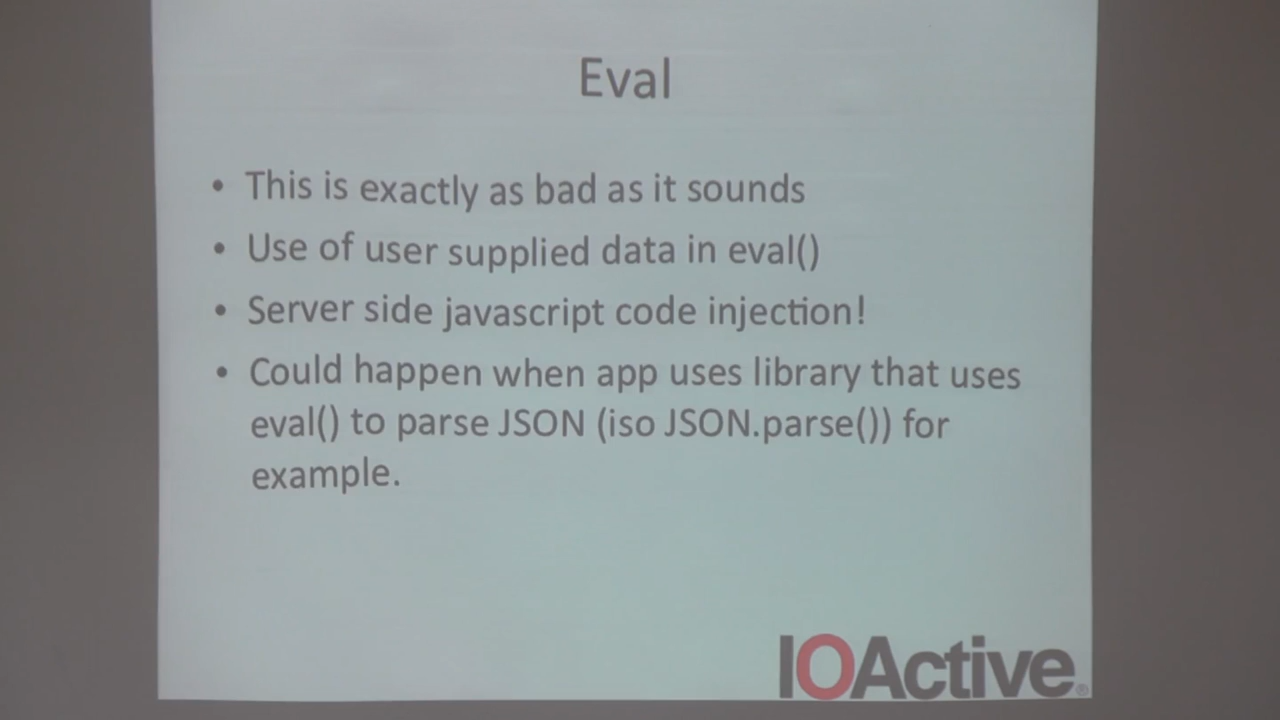 Eval
• This is exactly as bad as it sounds
• Use of user supplied data in eval()
• Server side javascript code injection!
• Could happen when app uses library that uses
eval() to parse JSON (iso JSON.parse()) for
example.
IOActive®